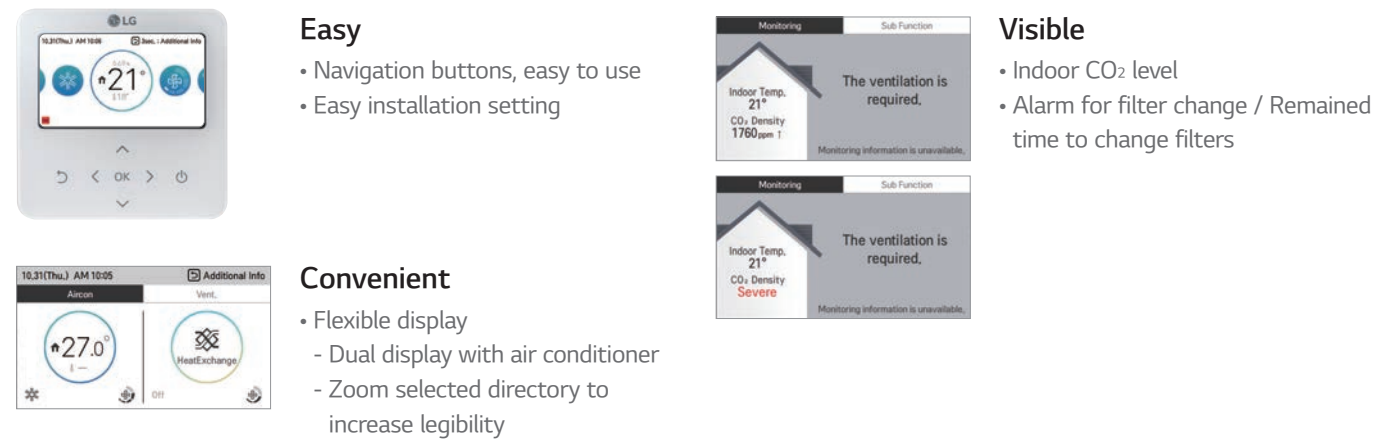 LG
10.31(Thu.) AM 10:05
3sec. : Additional Info
21°
OK
Easy
• Navigation buttons, easy to use
• Easy installation setting
10.31(Thu.) AM 10:05
Additional Info
Aircon
Vent.
27.0°
HeatExchange
Off
Convenient
• Flexible display
- Dual display with air conditioner
- Zoom selected directory to
increase legibility
Monitoring
Sub Function
Indoor Temp.
21°
CO₂ Density
1760ppm ↑
The ventilation is
required.
Monitoring information is unavailable.
Monitoring
Sub Function
Indoor Temp.
21°
CO₂ Density
Severe
The ventilation is
required.
Monitoring information is unavailable.
Visible
• Indoor CO₂ level
• Alarm for filter change / Remained
time to change filters